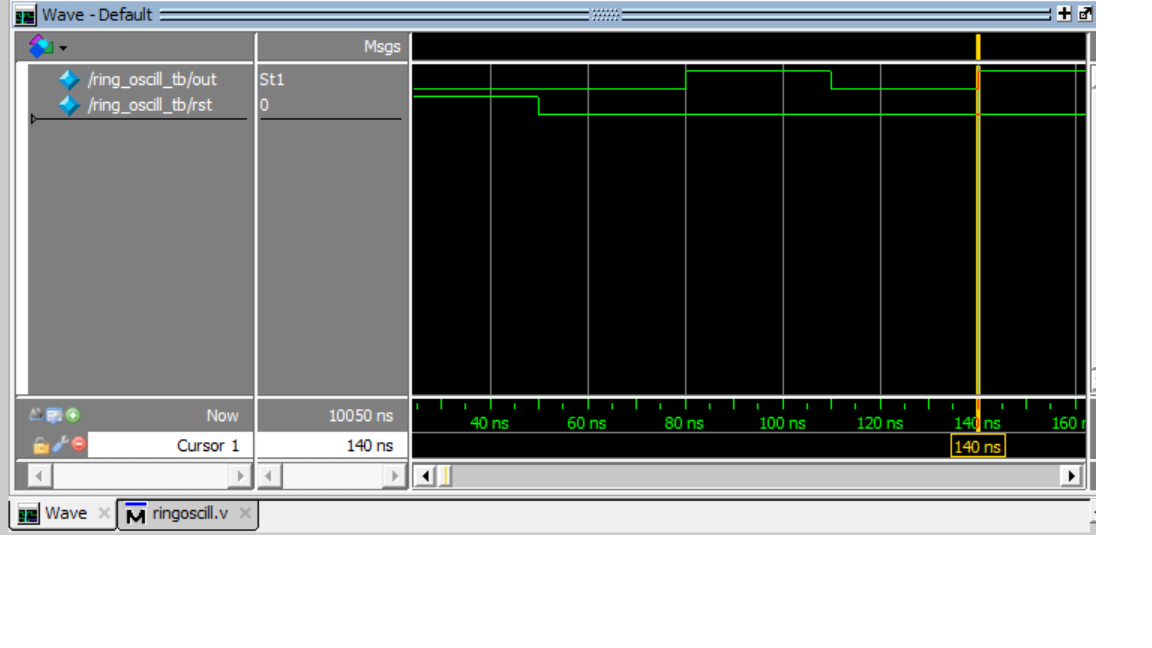 Wave - Default
Msgs
/ring_oscill_tb/out St1
/ring_oscill_tb/rst 0
Now 10050 ns
40 ns 60 ns 80 ns 100 ns 120 ns 140 ns 160
Cursor 1 140 ns 140 ns
Wave ringoscill.v